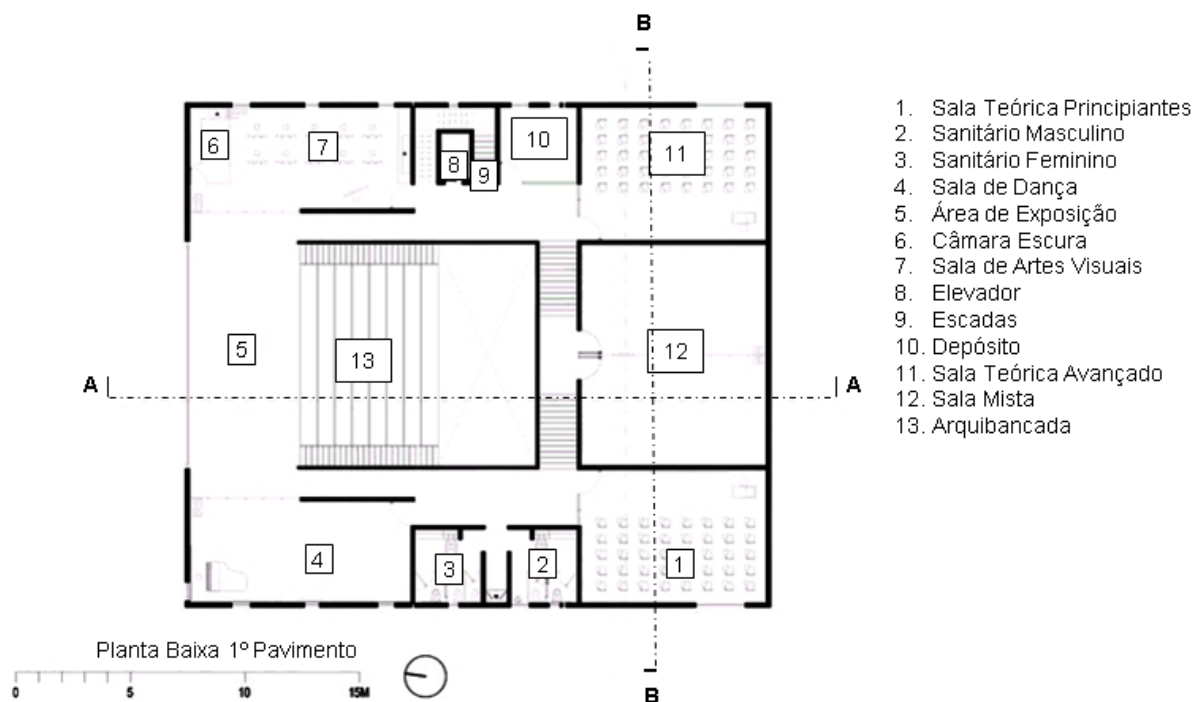 B
6
7
8
9
10
11
5
13
12
A
A
4
3
2
1
B
1. Sala Teórica Principiantes
2. Sanitário Masculino
3. Sanitário Feminino
4. Sala de Dança
5. Área de Exposição
6. Câmara Escura
7. Sala de Artes Visuais
8. Elevador
9. Escadas
10. Depósito
11. Sala Teórica Avançado
12. Sala Mista
13. Arquibancada
Planta Baixa 1º Pavimento
0 5 10 15M